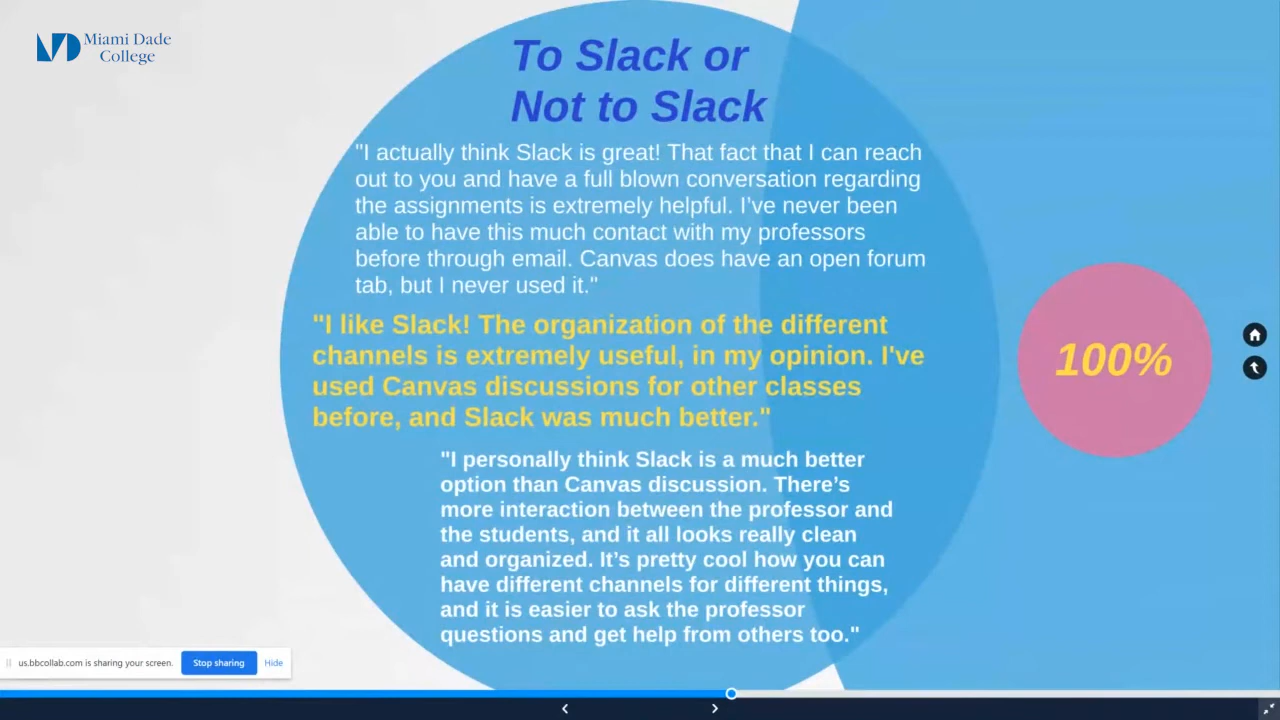 Miami Dade
College
To Slack or
Not to Slack
"I actually think Slack is great! That fact that I can reach
out to you and have a full blown conversation regarding
the assignments is extremely helpful. I've never been
able to have this much contact with my professors
before through email. Canvas does have an open forum
tab, but I never used it."
"I like Slack! The organization of the different
channels is extremely useful, in my opinion. I've
used Canvas discussions for other classes
before, and Slack was much better."
"I personally think Slack is a much better
option than Canvas discussion. There’s
more interaction between the professor and
the students, and it all looks really clean
and organized. It’s pretty cool how you can
have different channels for different things,
and it is easier to ask the professor
questions and get help from others too."
100%
us.bbcollab.com is sharing your screen. Stop sharing Hide